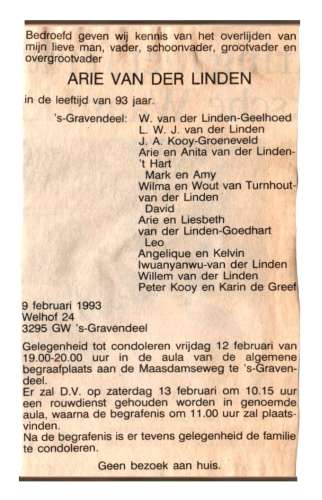 Bedroefd geven wij kennis van het overlijden van
mijn lieve man, vader, schoonvader, grootvader en
overgrootvader
ARIE VAN DER LINDEN
in de leeftijd van 93 jaar.
's-Gravendeel: W. van der Linden-Geelhoed
L. W. J. van der Linden
J. A. Kooy-Groeneveld
Arie en Anita van der Linden-
't Hart
Mark en Amy
Wilma en Wout van Turnhout-
van der Linden
David
Arie en Liesbeth
van der Linden-Goedhart
Leo
Angelique en Kelvin
Iwuanyanwu-van der Linden
Willem van der Linden
Peter Kooy en Karin de Greef
9 februari 1993
Welhof 24
3295 GW 's-Gravendeel
Gelegenheid tot condoleren vrijdag 12 februari van
19.00-20.00 uur in de aula van de algemene
begraafplaats aan de Maasdamseweg te 's-Graven-
deel.
Er zal D.V. op zaterdag 13 februari om 10.15 uur
een rouwdienst gehouden worden in genoemde
aula, waarna de begrafenis om 11.00 uur zal plaats-
vinden.
Na de begrafenis is er tevens gelegenheid de familie
te condoleren.
Geen bezoek aan huis.